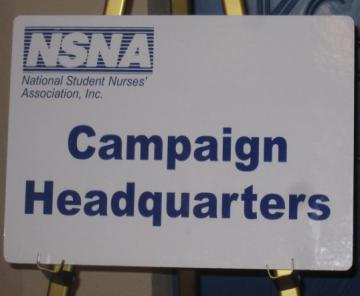 NSNA
National Student Nurses'
Association, Inc.
Campaign
Headquarters